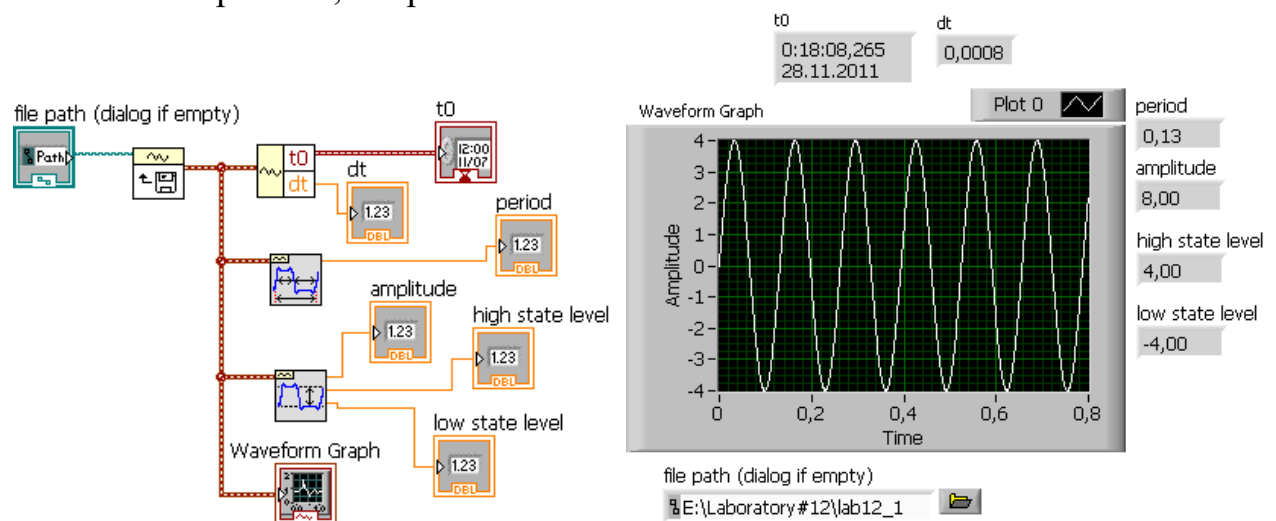 t0
dt
0:18:08,265
28.11.2011
0,0008
file path (dialog if empty)
Path
t0
dt
t0
12:00
11/07
dt
1.23
DBL
period
1.23
DBL
amplitude
1.23
DBL
high state level
1.23
DBL
low state level
1.23
DBL
Waveform Graph
Waveform Graph
Plot 0
Amplitude
4
3
2
1
0
-1
-2
-3
-4
0
0,2
0,4
0,6
0,8
Time
period
0,13
amplitude
8,00
high state level
4,00
low state level
-4,00
file path (dialog if empty)
E:\Laboratory#12\lab12_1